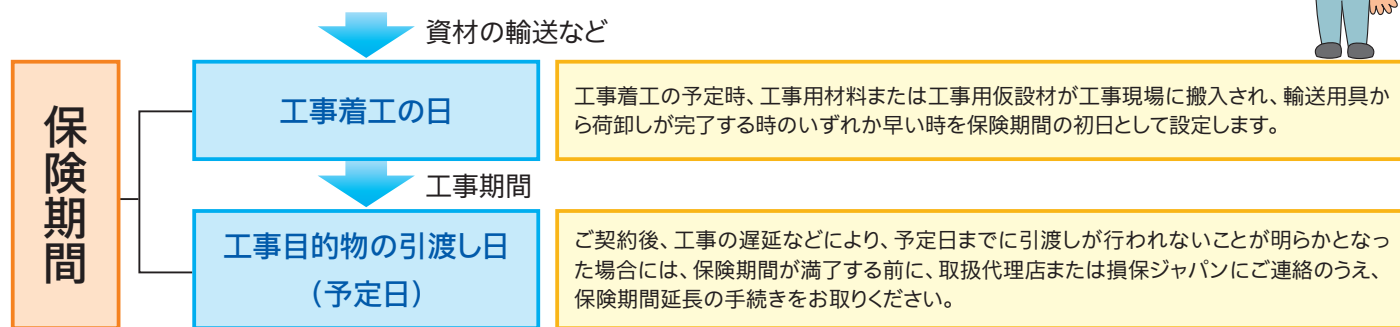 資材の輸送など
保険期間
工事着工の日
工事着工の予定時、工事用材料または工事用仮設材が工事現場に搬入され、輸送用具か
ら荷卸しが完了する時のいずれか早い時を保険期間の初日として設定します。
工事期間
工事目的物の引渡し日
（予定日）
ご契約後、工事の遅延などにより、予定日までに引渡しが行われないことが明らかとなっ
た場合には、保険期間が満了する前に、取扱代理店または損保ジャパンにご連絡のうえ、
保険期間延長の手続きをお取りください。